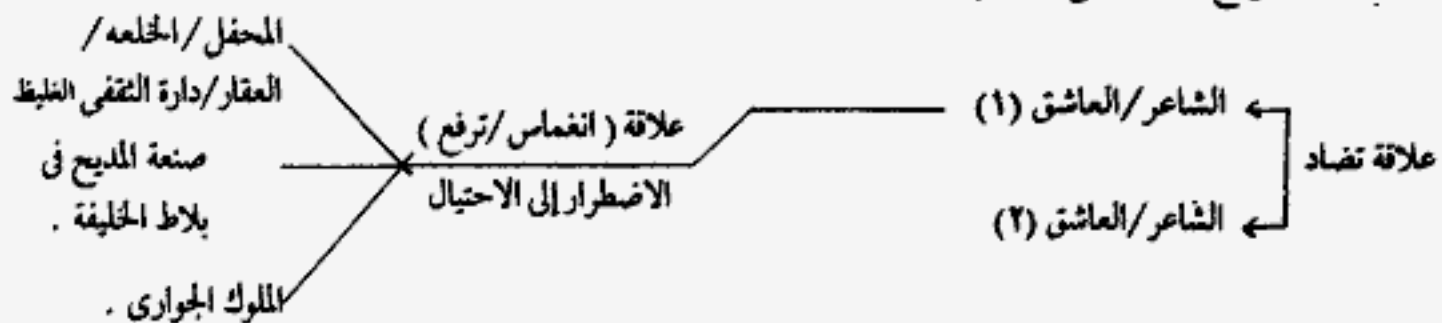 علاقة تضاد
الشاعر/العاشق (١)
الشاعر/العاشق (٢)
علاقة ( انغماس/ترفع )
الاضطرار إلى الاحتيال
المحفل/الخلعه/
العقار/دارة الثقفى الغليظ
صنعة المديح فى
بلاط الخليفة .
الملوك الجوارى .